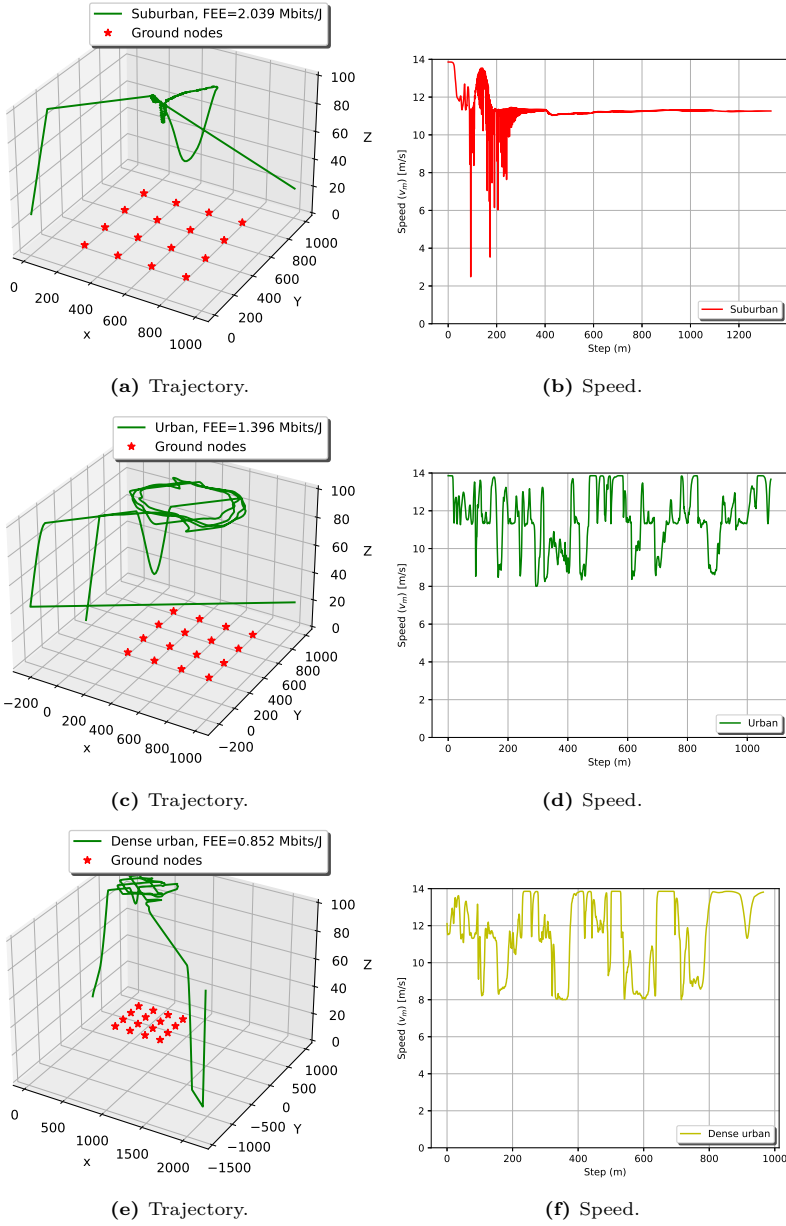 Suburban, FEE=2.039 Mbits/J
Ground nodes
100
80
60
40
20
0
Z
0
200
400
600
800
1000
x
0
200
400
600
800
1000
Y
14
12
10
8
6
4
2
0
Speed (v_m) [m/s]
Suburban
0 200 400 600 800 1000 1200
Step (m)
(a) Trajectory.
(b) Speed.
Urban, FEE=1.396 Mbits/J
Ground nodes
100
80
60
40
20
0
Z
−200
0
200
400
600
800
1000
x
−200
0
200
400
600
800
1000
Y
14
12
10
8
6
4
2
0
Speed (v_m) [m/s]
Urban
0 200 400 600 800 1000
Step (m)
(c) Trajectory.
(d) Speed.
Dense urban, FEE=0.852 Mbits/J
Ground nodes
100
80
60
40
20
0
Z
0
500
1000
1500
2000
x
−1500
−1000
−500
0
500
1000
Y
14
12
10
8
6
4
2
0
Speed (v_m) [m/s]
Dense urban
0 200 400 600 800 1000
Step (m)
(e) Trajectory.
(f) Speed.